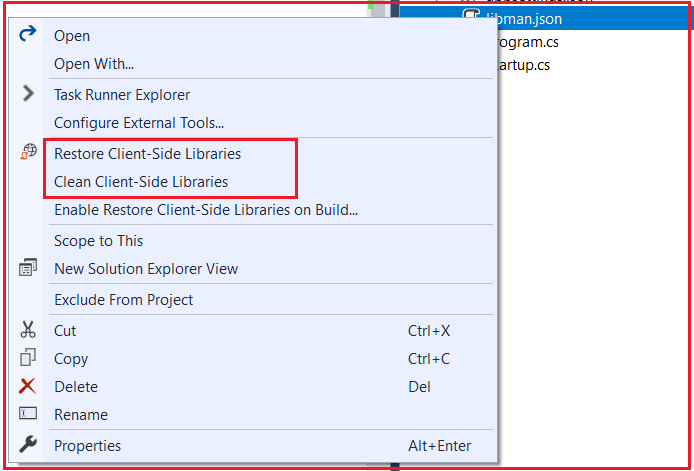 libman.json
rogram.cs
tartup.cs
Open
Open With...
Task Runner Explorer
Configure External Tools...
Restore Client-Side Libraries
Clean Client-Side Libraries
Enable Restore Client-Side Libraries on Build...
Scope to This
New Solution Explorer View
Exclude From Project
Cut Ctrl+X
Copy Ctrl+C
Delete Del
Rename
Properties Alt+Enter